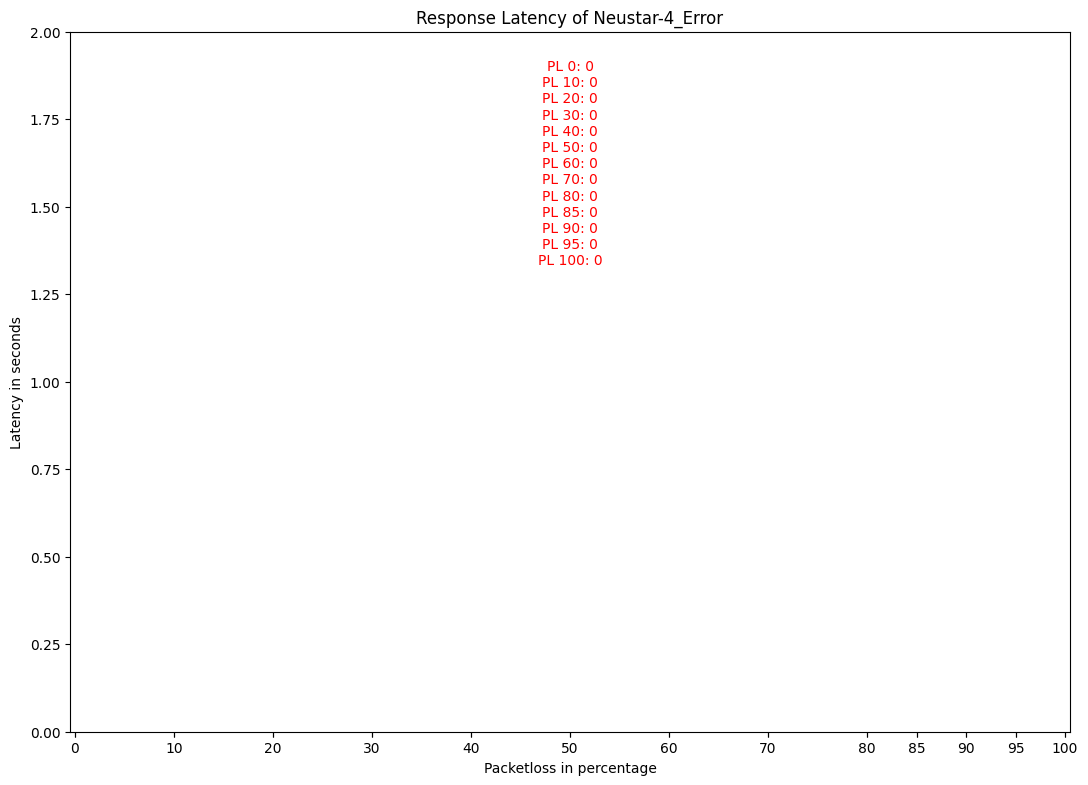 Response Latency of Neustar-4_Error
2.00
1.75
1.50
1.25
1.00
0.75
0.50
0.25
0.00
Latency in seconds
PL 0: 0
PL 10: 0
PL 20: 0
PL 30: 0
PL 40: 0
PL 50: 0
PL 60: 0
PL 70: 0
PL 80: 0
PL 85: 0
PL 90: 0
PL 95: 0
PL 100: 0
0 10 20 30 40 50 60 70 80 85 90 95 100
Packetloss in percentage